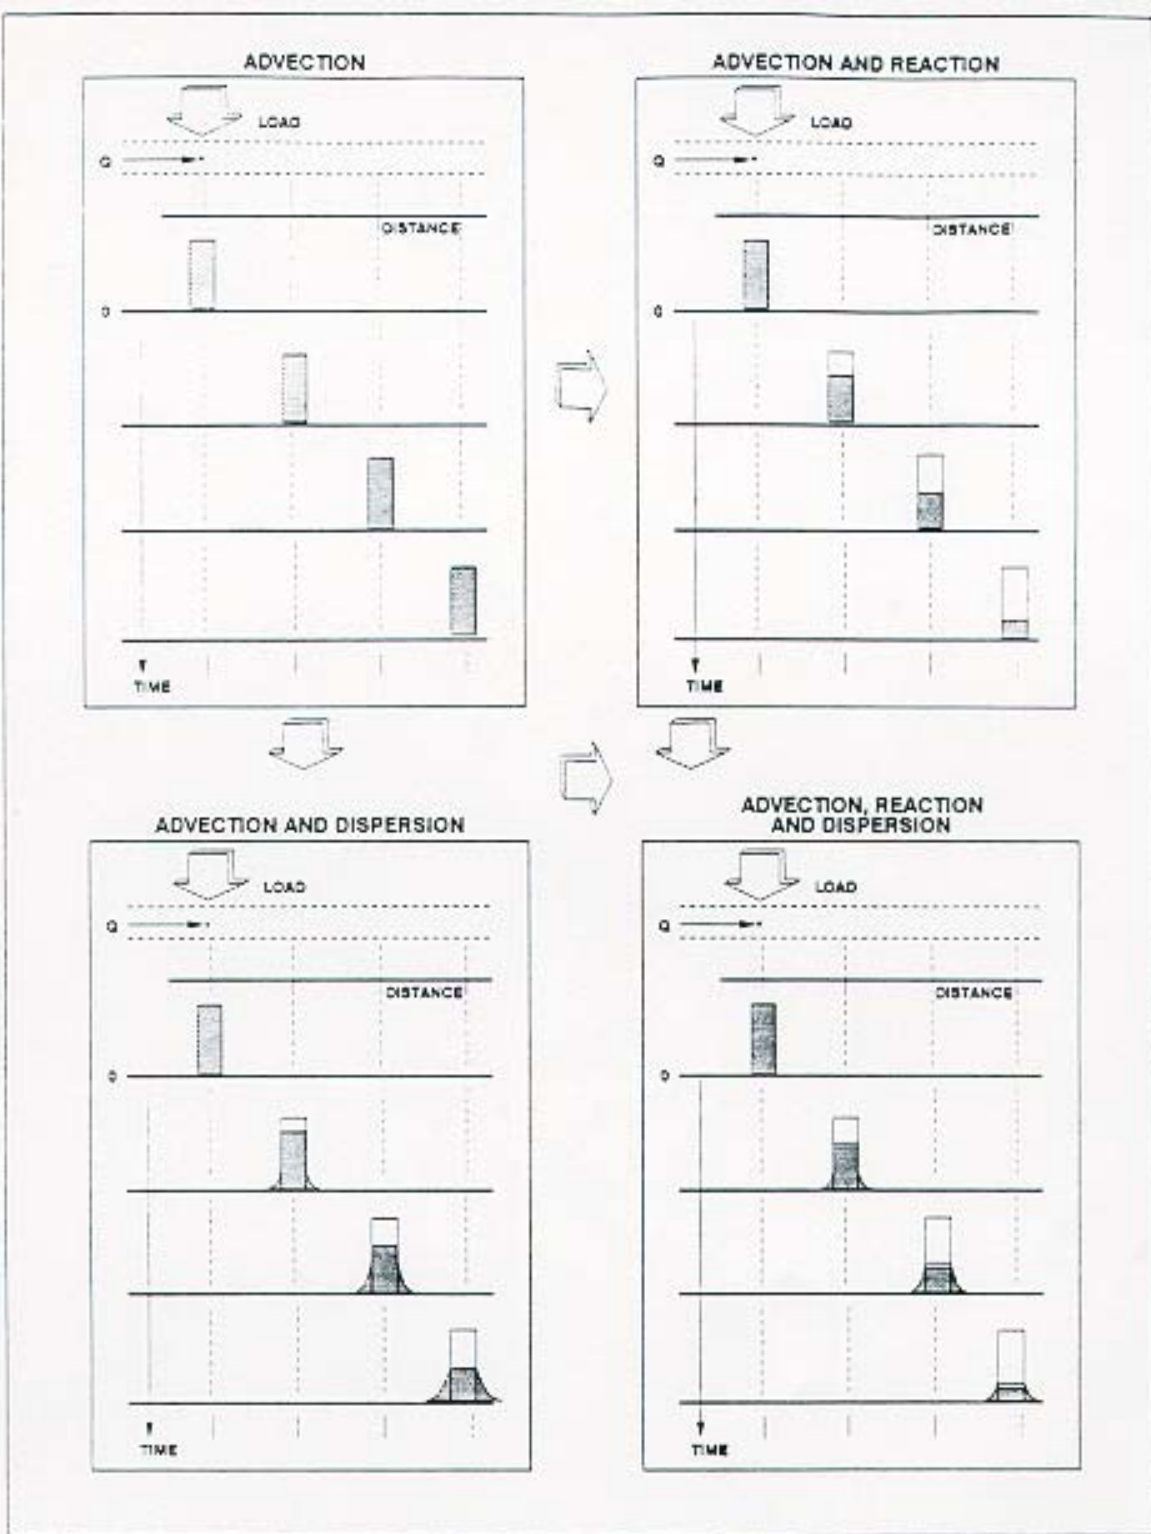 ADVECTION
LOAD
Q
DISTANCE
0
TIME
ADVECTION AND REACTION
LOAD
Q
DISTANCE
0
TIME
ADVECTION AND DISPERSION
LOAD
Q
DISTANCE
0
TIME
ADVECTION, REACTION
AND DISPERSION
LOAD
Q
DISTANCE
0
TIME